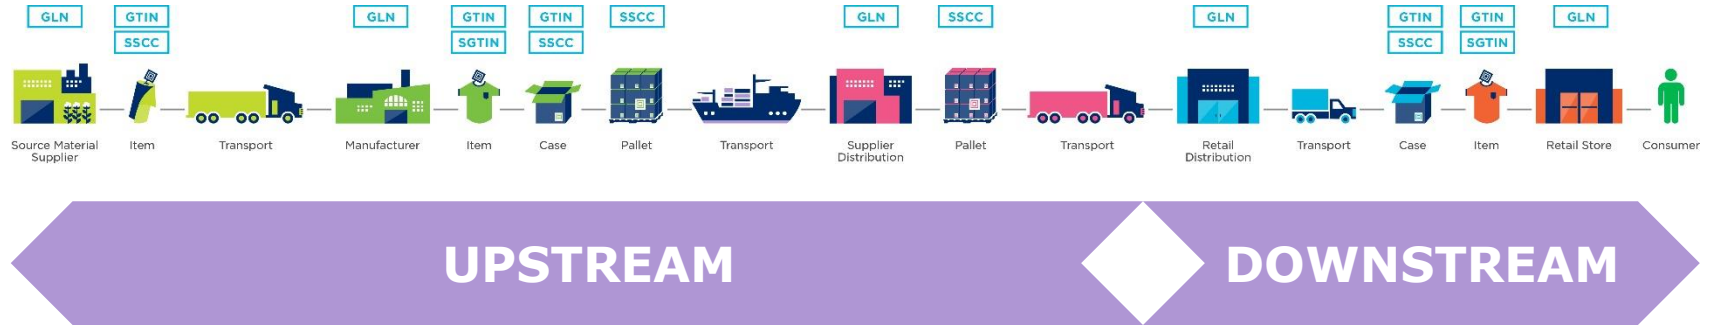 GLN
GTIN
SSCC
GLN
GTIN
SGTIN
GTIN
SSCC
SSCC
GLN
SSCC
GLN
GTIN
SSCC
GTIN
SGTIN
GLN
Source Material
Supplier
Item
Transport
Manufacturer
Item
Case
Pallet
Transport
Supplier
Distribution
Pallet
Transport
Retail
Distribution
Transport
Case
Item
Retail Store
Consumer
UPSTREAM
DOWNSTREAM